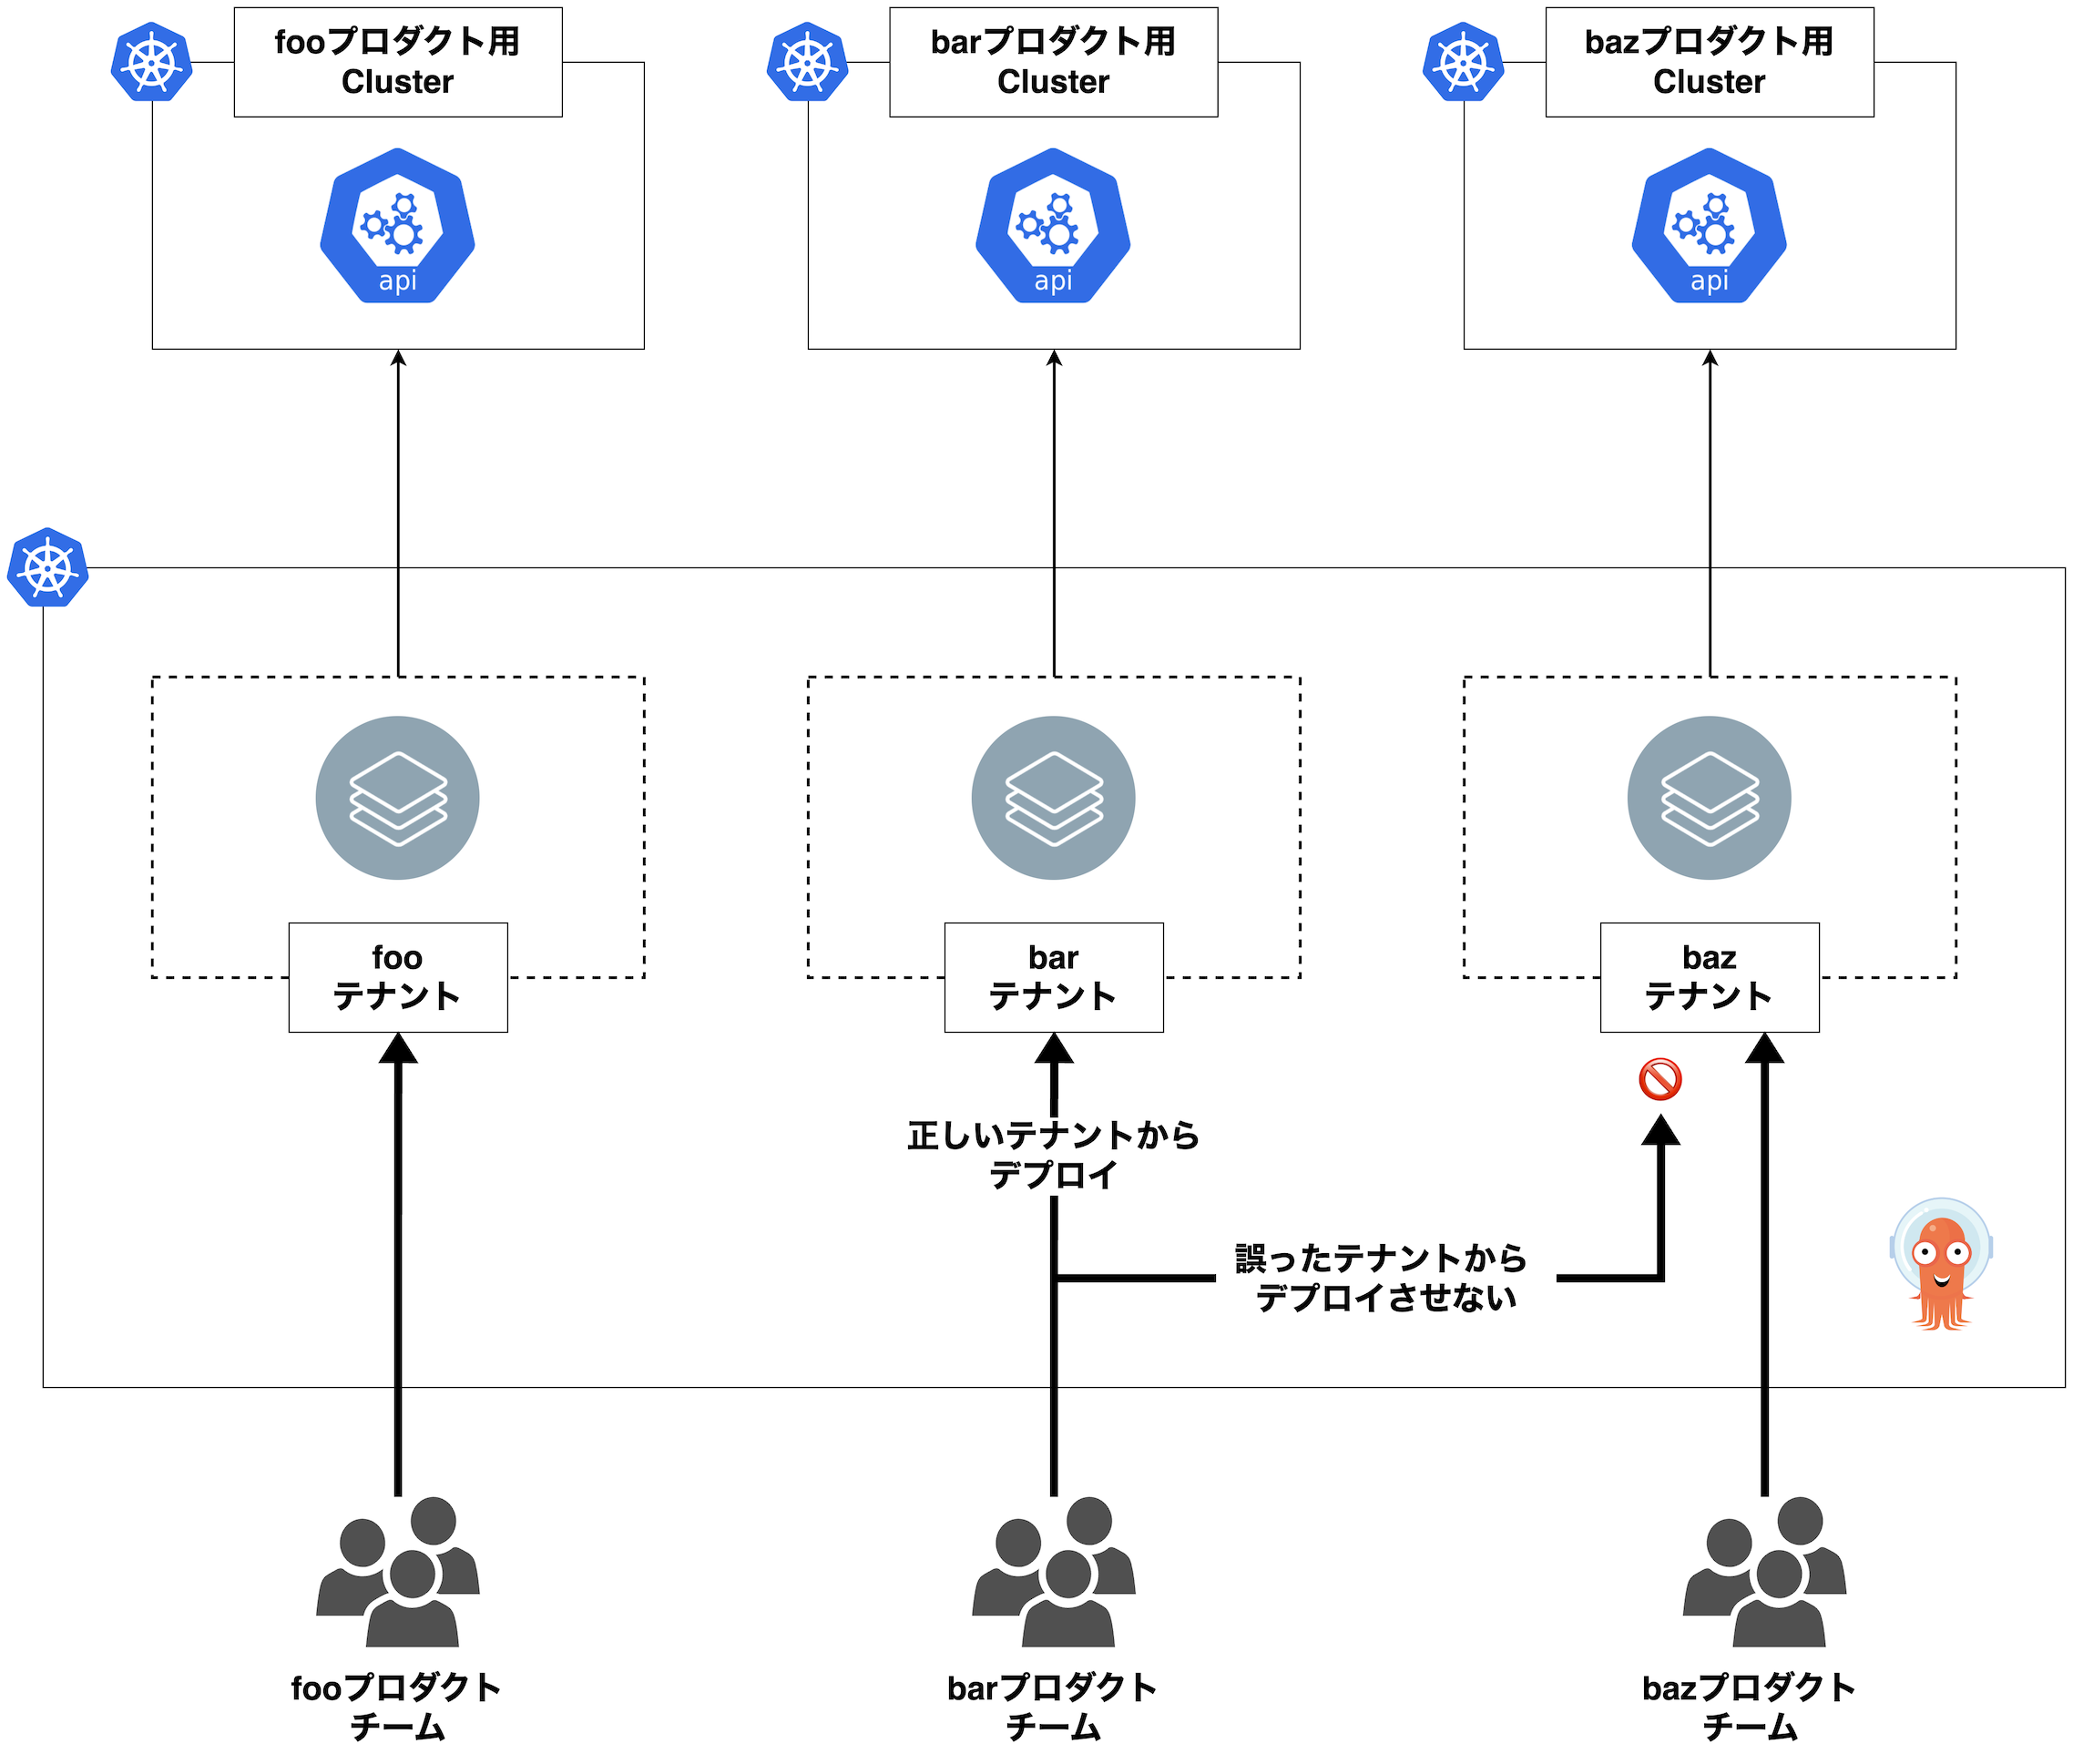 fooプロダクト用
Cluster
barプロダクト用
Cluster
bazプロダクト用
Cluster
api
api
api
foo
テナント
bar
テナント
baz
テナント
正しいテナントから
デプロイ
誤ったテナントから
デプロイさせない
fooプロダクト
チーム
barプロダクト
チーム
bazプロダクト
チーム